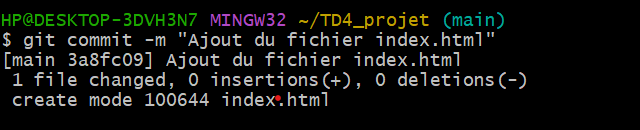 HP@DESKTOP-3DVH3N7 MINGW32 ~/TD4_projet (main)
$ git commit -m "Ajout du fichier index.html"
[main 3a8fc09] Ajout du fichier index.html
 1 file changed, 0 insertions(+), 0 deletions(-)
 create mode 100644 index.html